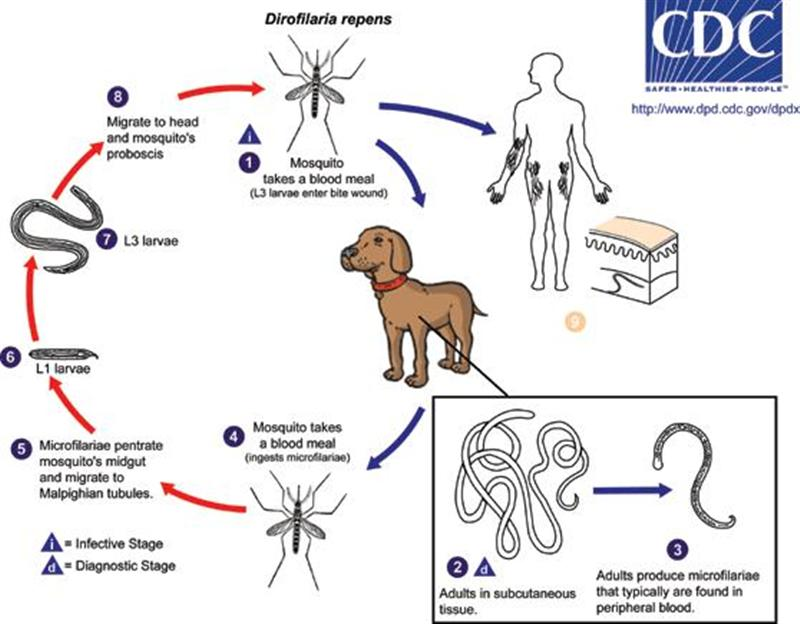 Dirofilaria repens
CDC
SAFER•HEALTHIER•PEOPLE™
http://www.dpd.cdc.gov/dpdx
8
Migrate to head
and mosquito's
proboscis
i
1
Mosquito
takes a blood meal
(L3 larvae enter bite wound)
7
L3 larvae
9
6
L1 larvae
5
Microfilariae pentrate
mosquito's midgut
and migrate to
Malpighian tubules.
4
Mosquito takes
a blood meal
(ingests microfilariae)
i = Infective Stage
d = Diagnostic Stage
2 d
Adults in subcutaneous
tissue.
3
Adults produce microfilariae
that typically are found in
peripheral blood.